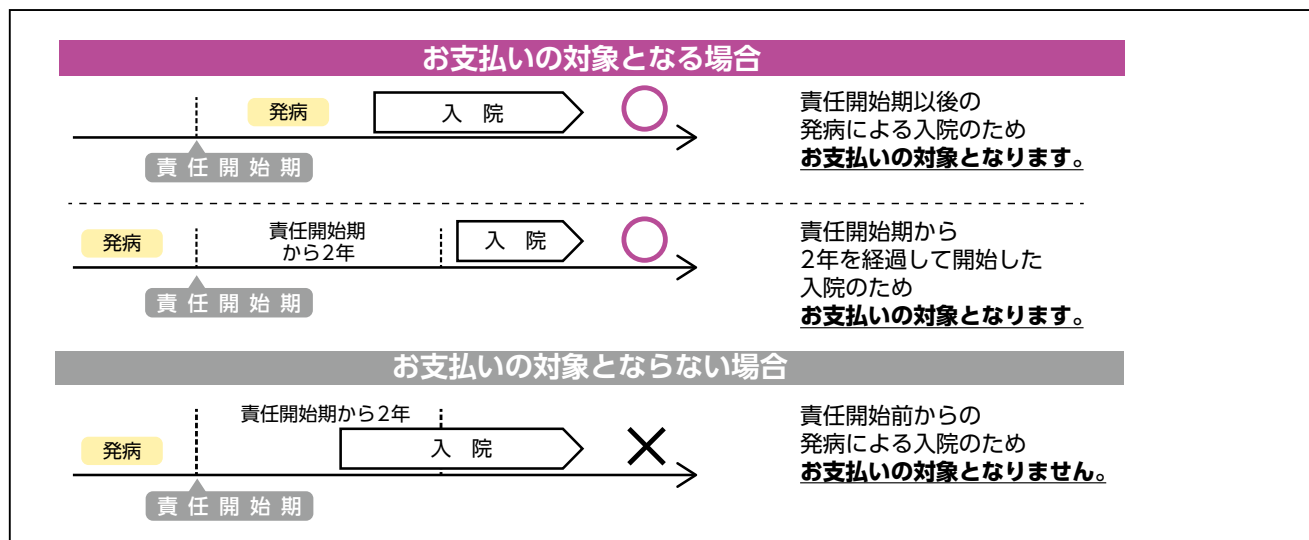 お支払いの対象となる場合
発病
入 院
責任開始期
責任開始期以後の
発病による入院のため
お支払いの対象となります。
発病
責任開始期
から2年
入 院
責任開始期
責任開始期から
2年を経過して開始した
入院のため
お支払いの対象となります。
お支払いの対象とならない場合
発病
責任開始期から2年
入 院
責任開始期
責任開始前からの
発病による入院のため
お支払いの対象となりません。